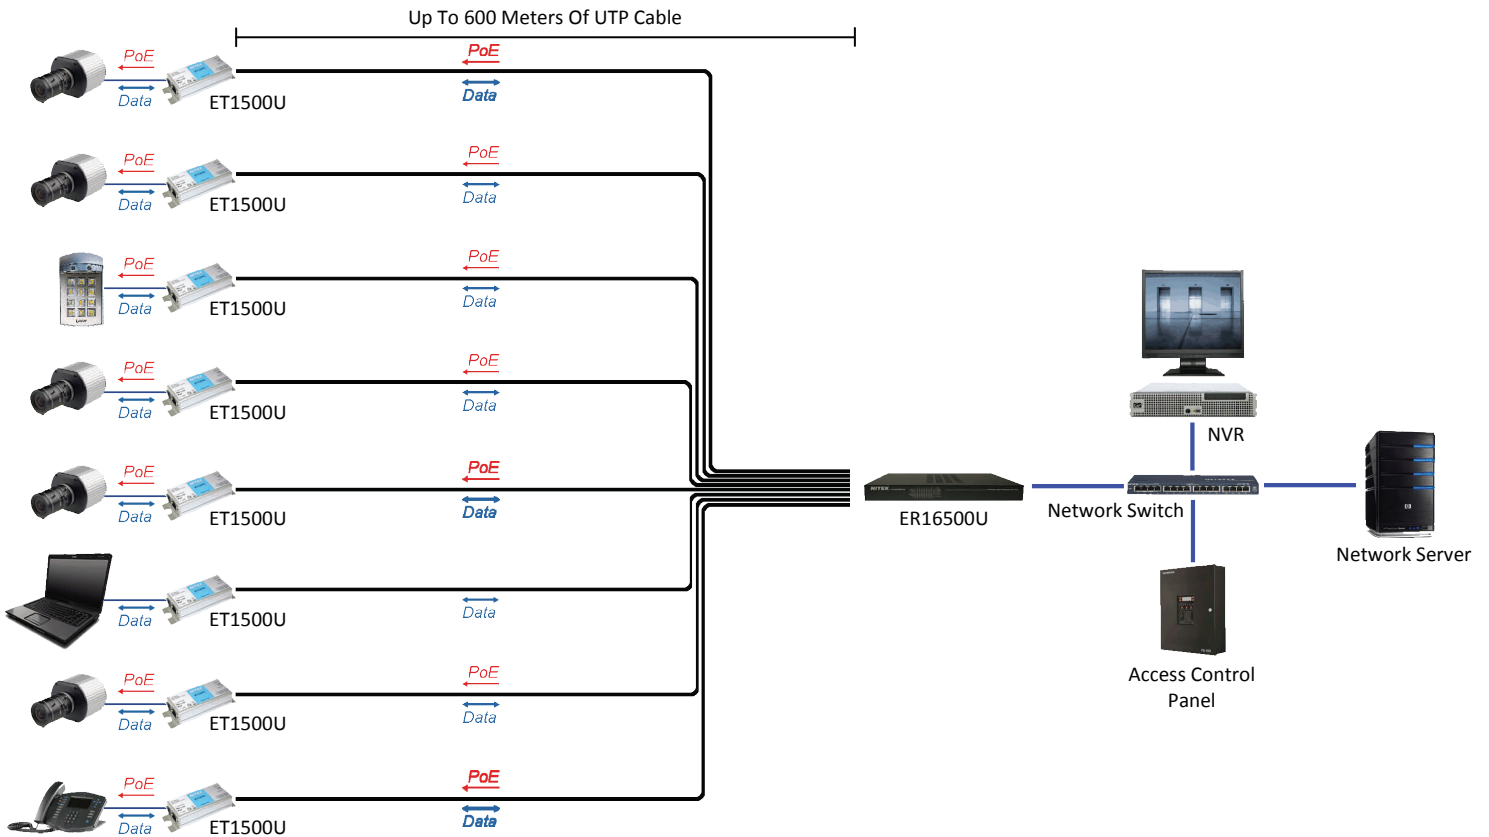 Up To 600 Meters Of UTP Cable
PoE
Data
ET1500U
PoE
Data
PoE
Data
ET1500U
PoE
Data
PoE
Data
ET1500U
PoE
Data
PoE
Data
ET1500U
PoE
Data
PoE
Data
ET1500U
PoE
Data
Data
ET1500U
Data
PoE
Data
ET1500U
PoE
Data
PoE
Data
ET1500U
PoE
Data
NITEK
ER16500U
NVR
Network Switch
Network Server
Access Control
Panel